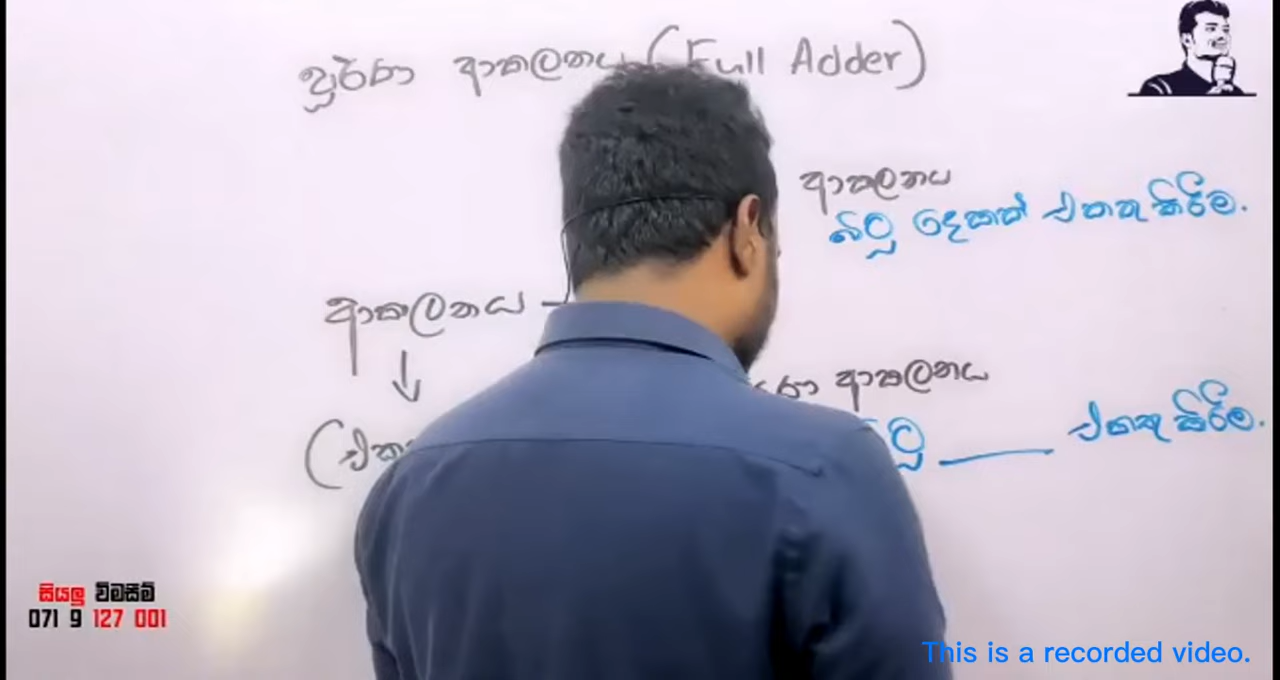 පූර්ණ ආකලනය (Full Adder)
ආකලනය
බිටු දෙකක් එකතු කිරීම.
ආකලනය
ආකලනය
එකතු කිරීම.
සියලු විමසීම්
071 9 127 001
This is a recorded video.